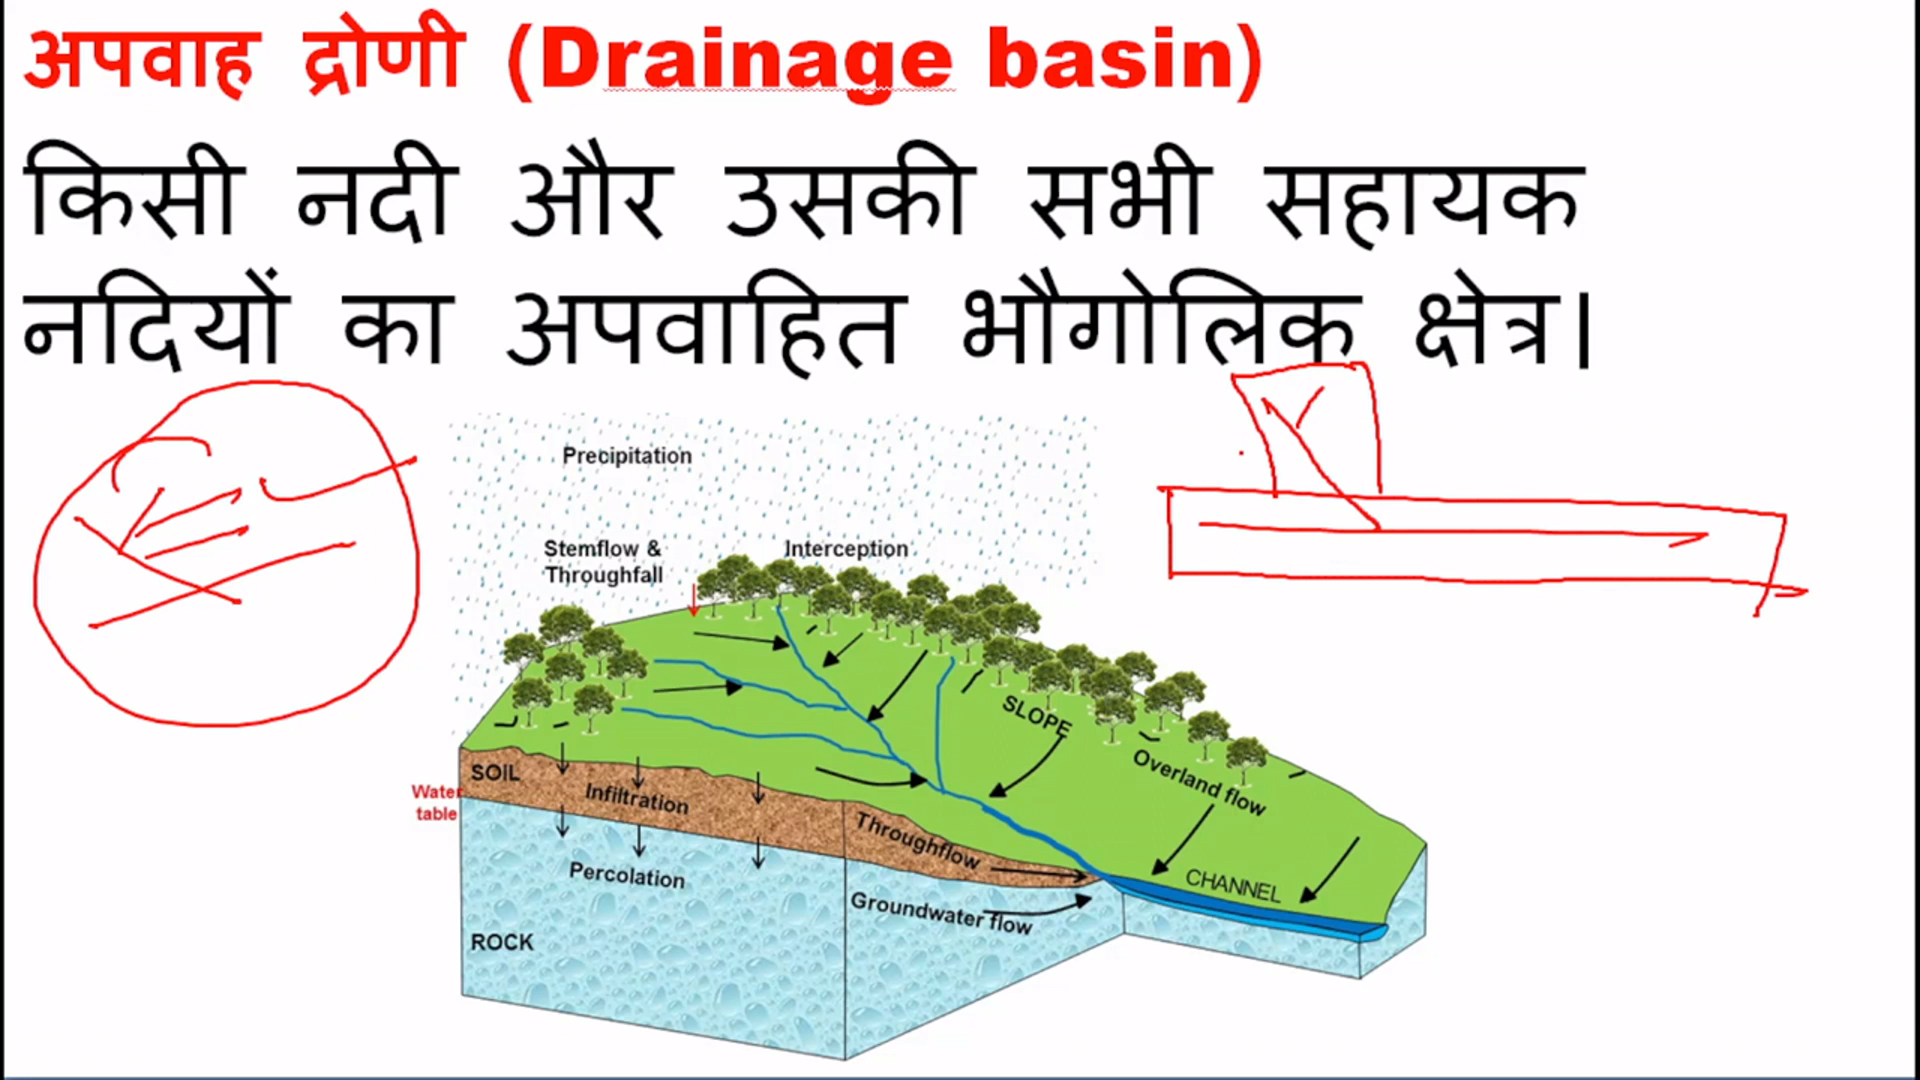 अपवाह द्रोणी (Drainage basin)
किसी नदी और उसकी सभी सहायक
नदियों का अपवाहित भौगोलिक क्षेत्र।
Precipitation
Stemflow &
Throughfall
Interception
SLOPE
Overland flow
SOIL
Water
table
Infiltration
Throughflow
Percolation
CHANNEL
Groundwater flow
ROCK